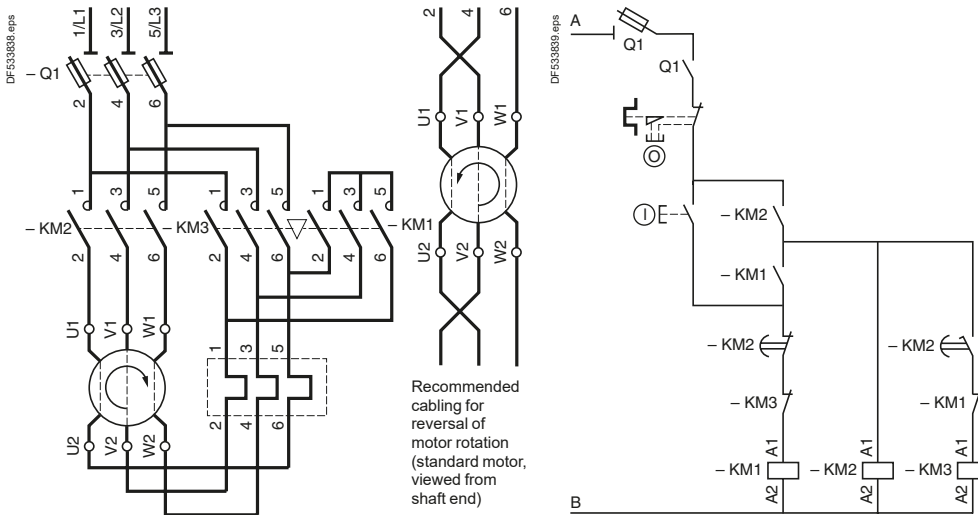 DF533838.eps
1/L1 3/L2 5/L3
– Q1
2 4 6
1 3 5 1 3 5 1 3 5
– KM2 – KM3 – KM1
2 4 6 2 4 6 2 4 6
U1 V1 W1
1 3 5
2 4 6
U2 V2 W2
2 4 6
U1 V1 W1
U2 V2 W2
Recommended
cabling for
reversal of
motor rotation
(standard motor,
viewed from
shaft end)
DF533839.eps
A
Q1
Q1
O
I
– KM2
– KM1
– KM2 – KM2
– KM3 – KM1
A1 A1 A1
– KM1 – KM2 – KM3
A2 A2 A2
B